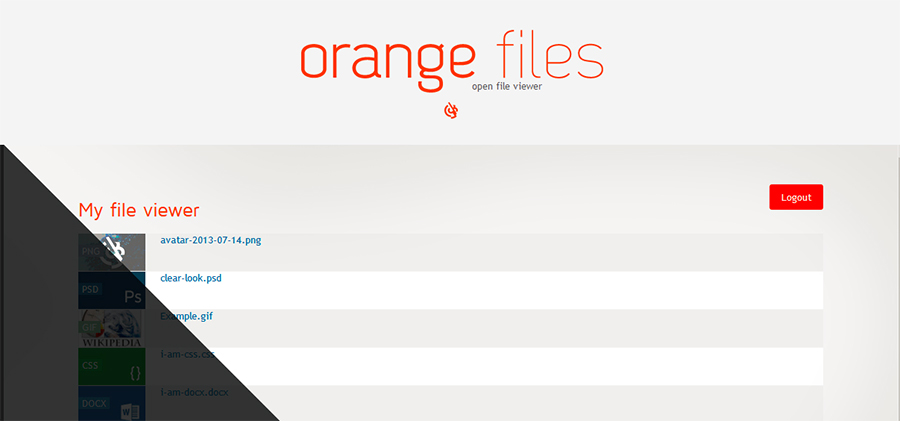 orange files
open file viewer
Logout
My file viewer
PNG
avatar-2013-07-14.png
PSD
Ps
clear-look.psd
GIF
WIKIPEDIA
Example.gif
CSS
{}
I-am-css.css
DOCX
W
I-am-docx.docx